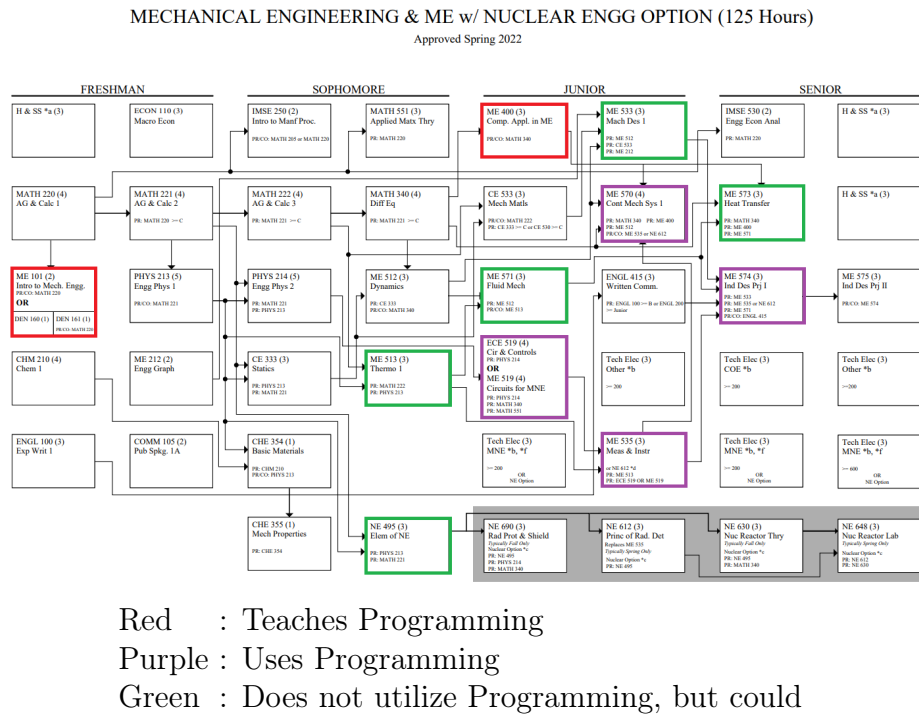 MECHANICAL ENGINEERING & ME w/ NUCLEAR ENGG OPTION (125 Hours)
Approved Spring 2022
FRESHMAN
SOPHOMORE
JUNIOR
SENIOR
H & SS *a (3)
ECON 110 (3)
Macro Econ
IMSE 250 (2)
Intro to Manf Proc.
PR/CO: MATH 205 or MATH 220
MATH 551 (3)
Applied Matx Thry
PR: MATH 220
ME 400 (3)
Comp. Appl. in ME
PR/CO: MATH 340
ME 533 (3)
Mach Des 1
PR: ME 512
PR: CE 533
PR: ME 212
IMSE 530 (2)
Engg Econ Anal
PR: MATH 220
H & SS *a (3)
MATH 220 (4)
AG & Calc 1
MATH 221 (4)
AG & Calc 2
PR: MATH 220 >= C
MATH 222 (4)
AG & Calc 3
PR: MATH 221 >= C
MATH 340 (4)
Diff Eq
PR: MATH 221 >= C
CE 533 (3)
Mech Matls
PR/CO: MATH 222
PR: CE 333 >= C or CE 530 >= C
ME 570 (4)
Cont Mech Sys 1
PR: MATH 340 PR: ME 400
PR: ME 512
PR/CO: ME 535 or NE 612
ME 573 (3)
Heat Transfer
PR: MATH 340
PR: ME 400
PR: ME 571
H & SS *a (3)
ME 101 (2)
Intro to Mech. Engg.
PR/CO: MATH 220
OR
DEN 160 (1)
DEN 161 (1)
PR/CO: MATH 220
PHYS 213 (5)
Engg Phys 1
PR/CO: MATH 221
PHYS 214 (5)
Engg Phys 2
PR: MATH 221
PR: PHYS 213
ME 512 (3)
Dynamics
PR: CE 333
PR/CO: MATH 340
ME 571 (3)
Fluid Mech
PR: ME 512
PR/CO: ME 513
ENGL 415 (3)
Written Comm.
PR: ENGL 100 >= B or ENGL 200
>= Junior
ME 574 (3)
Ind Des Prj I
PR: ME 533
PR: ME 535 or NE 612
PR: ME 571
PR/CO: ENGL 415
ME 575 (3)
Ind Des Prj II
PR/CO: ME 574
CHM 210 (4)
Chem 1
ME 212 (2)
Engg Graph
CE 333 (3)
Statics
PR: PHYS 213
PR: MATH 221
ME 513 (3)
Thermo 1
PR: MATH 222
PR: PHYS 213
ECE 519 (4)
Cir & Controls
PR: PHYS 214
OR
ME 519 (4)
Circuits for MNE
PR: PHYS 214
PR: MATH 340
PR: MATH 551
Tech Elec (3)
Other *b
>= 200
Tech Elec (3)
COE *b
>= 200
Tech Elec (3)
Other *b
>=200
ENGL 100 (3)
Exp Writ 1
COMM 105 (2)
Pub Spkg. 1A
CHE 354 (1)
Basic Materials
PR: CHM 210
PR/CO: PHYS 213
Tech Elec (3)
MNE *b, *f
>= 200
OR
NE Option
ME 535 (3)
Meas & Instr
or NE 612 *d
PR: ME 513
PR: ECE 519 OR ME 519
Tech Elec (3)
MNE *b, *f
>= 200
OR
NE Option
Tech Elec (3)
MNE *b, *f
>= 600
OR
NE Option
CHE 355 (1)
Mech Properties
PR: CHE 354
NE 495 (3)
Elem of NE
PR: PHYS 213
PR: MATH 221
NE 690 (3)
Rad Prot & Shield
Typically Fall Only
Nuclear Option *c
PR: NE 495
PR: PHYS 214
PR: MATH 340
NE 612 (3)
Princ of Rad. Det
Replaces ME 535
Typically Spring Only
Nuclear Option *c
PR: NE 495
NE 630 (3)
Nuc Reactor Thry
Typically Fall Only
Nuclear Option *c
PR: NE 495
PR: MATH 340
NE 648 (3)
Nuc Reactor Lab
Typically Spring Only
Nuclear Option *c
PR: NE 612
PR: NE 630
Red : Teaches Programming
Purple : Uses Programming
Green : Does not utilize Programming, but could